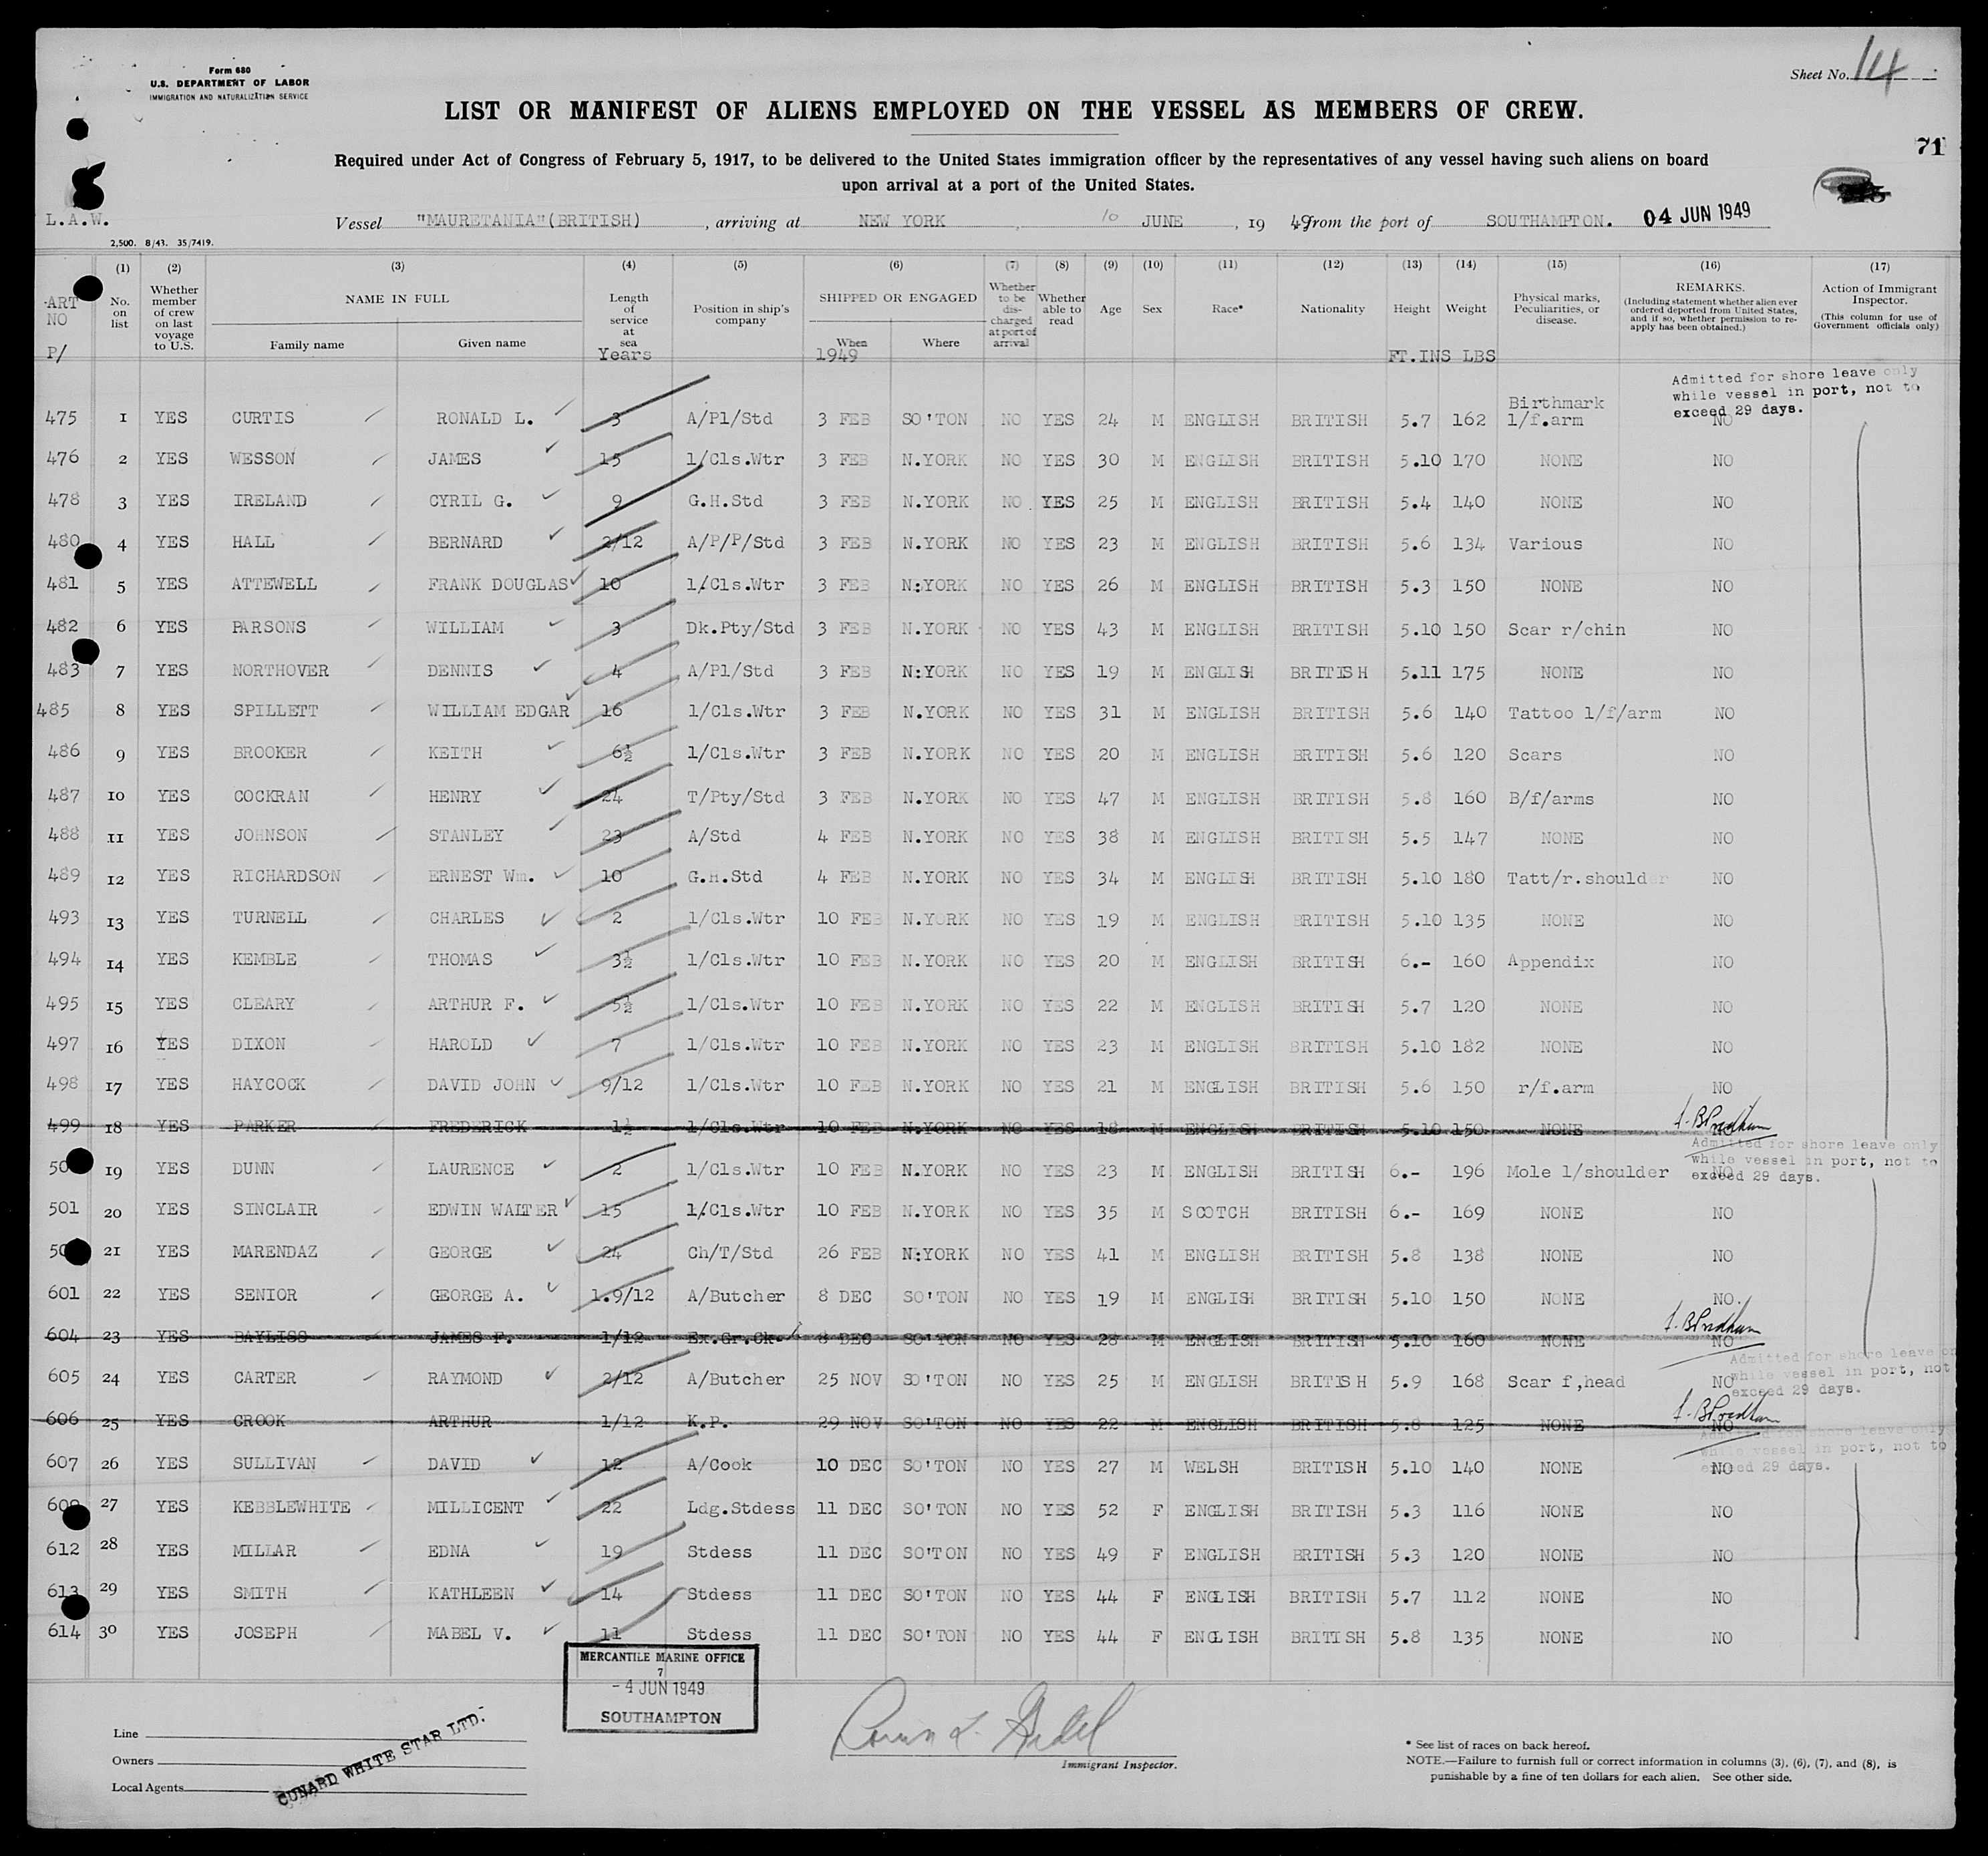 Form 680
U.S. DEPARTMENT OF LABOR
IMMIGRATION AND NATURALIZATION SERVICE
Sheet No. 14
LIST OR MANIFEST OF ALIENS EMPLOYED ON THE VESSEL AS MEMBERS OF CREW.
71
Required under Act of Congress of February 5, 1917, to be delivered to the United States immigration officer by the representatives of any vessel having such aliens on board
upon arrival at a port of the United States.
L.A.W.
Vessel "MAURETANIA"(BRITISH), arriving at NEW YORK, 10 JUNE, 19 49 from the port of SOUTHAMPTON. 04 JUN 1949
2,500. 8/43. 35/7419.
(1) (2) (3) (4) (5) (6) (7) (8) (9) (10) (11) (12) (13) (14) (15) (16) (17)
ART NO P/
No. on list
Whether member of crew on last voyage to U.S.
NAME IN FULL
Family name Given name
Length of service at sea Years
Position in ship's company
SHIPPED OR ENGAGED
When 1949 Where
Whether to be discharged at port of arrival
Whether able to read
Age Sex Race* Nationality Height Weight
FT.INS LBS
Physical marks, Peculiarities, or disease.
REMARKS.
(Including statement whether alien ever ordered deported from United States, and if so, whether permission to re-apply has been obtained.)
Action of Immigrant Inspector.
(This column for use of Government officials only)
Admitted for shore leave only
while vessel in port, not to
exceed 29 days.
475 1 YES CURTIS RONALD L. 3 A/Pl/Std 3 FEB SO'TON NO YES 24 M ENGLISH BRITISH 5.7 162 Birthmark l/f.arm NO
476 2 YES WESSON JAMES 15 1/Cls.Wtr 3 FEB N.YORK NO YES 30 M ENGLISH BRITISH 5.10 170 NONE NO
478 3 YES IRELAND CYRIL G. 9 G.H.Std 3 FEB N.YORK NO YES 25 M ENGLISH BRITISH 5.4 140 NONE NO
480 4 YES HALL BERNARD 2/12 A/P/P/Std 3 FEB N.YORK NO YES 23 M ENGLISH BRITISH 5.6 134 Various NO
481 5 YES ATTEWELL FRANK DOUGLAS 10 1/Cls.Wtr 3 FEB N:YORK NO YES 26 M ENGLISH BRITISH 5.3 150 NONE NO
482 6 YES PARSONS WILLIAM 3 Dk.Pty/Std 3 FEB N.YORK NO YES 43 M ENGLISH BRITISH 5.10 150 Scar r/chin NO
483 7 YES NORTHOVER DENNIS 4 A/Pl/Std 3 FEB N:YORK NO YES 19 M ENGLISH BRITISH 5.11 175 NONE NO
485 8 YES SPILLETT WILLIAM EDGAR 16 1/Cls.Wtr 3 FEB N.YORK NO YES 31 M ENGLISH BRITISH 5.6 140 Tattoo l/f/arm NO
486 9 YES BROOKER KEITH 6½ 1/Cls.Wtr 3 FEB N.YORK NO YES 20 M ENGLISH BRITISH 5.6 120 Scars NO
487 10 YES COCKRAN HENRY 24 T/Pty/Std 3 FEB N.YORK NO YES 47 M ENGLISH BRITISH 5.8 160 B/f/arms NO
488 11 YES JOHNSON STANLEY 23 A/Std 4 FEB N.YORK NO YES 38 M ENGLISH BRITISH 5.5 147 NONE NO
489 12 YES RICHARDSON ERNEST Wm. 10 G.H.Std 4 FEB N.YORK NO YES 34 M ENGLISH BRITISH 5.10 180 Tatt/r.shoulder NO
493 13 YES TURNELL CHARLES 2 1/Cls.Wtr 10 FEB N.YORK NO YES 19 M ENGLISH BRITISH 5.10 135 NONE NO
494 14 YES KEMBLE THOMAS 3½ 1/Cls.Wtr 10 FEB N.YORK NO YES 20 M ENGLISH BRITISH 6.- 160 Appendix NO
495 15 YES CLEARY ARTHUR F. 5½ 1/Cls.Wtr 10 FEB N.YORK NO YES 22 M ENGLISH BRITISH 5.7 120 NONE NO
497 16 YES DIXON HAROLD 7 1/Cls.Wtr 10 FEB N.YORK NO YES 23 M ENGLISH BRITISH 5.10 182 NONE NO
498 17 YES HAYCOCK DAVID JOHN 9/12 1/Cls.Wtr 10 FEB N.YORK NO YES 21 M ENGLISH BRITISH 5.6 150 r/f.arm NO
499 18 YES PARKER FREDERICK 1½ 1/Cls.Wtr 10 FEB N.YORK NO YES 18 M ENGLISH BRITISH 5.10 150 NONE
Admitted for shore leave only
while vessel in port, not to
exceed 29 days.
19 YES DUNN LAURENCE 2 1/Cls.Wtr 10 FEB N.YORK NO YES 23 M ENGLISH BRITISH 6.- 196 Mole l/shoulder NO
501 20 YES SINCLAIR EDWIN WALTER 15 1/Cls.Wtr 10 FEB N.YORK NO YES 35 M SCOTCH BRITISH 6.- 169 NONE NO
21 YES MARENDAZ GEORGE 24 Ch/T/Std 26 FEB N:YORK NO YES 41 M ENGLISH BRITISH 5.8 138 NONE NO
601 22 YES SENIOR GEORGE A. 1.9/12 A/Butcher 8 DEC SO'TON NO YES 19 M ENGLISH BRITISH 5.10 150 NONE NO.
604 23 YES BAYLISS JAMES F. 1/12 Ex.Gr.Ck. 8 DEC SO'TON NO YES 28 M ENGLISH BRITISH 5.10 160 NONE NO
Admitted for shore leave on
while vessel in port, not
exceed 29 days.
605 24 YES CARTER RAYMOND 2/12 A/Butcher 25 NOV SO'TON NO YES 25 M ENGLISH BRITISH 5.9 168 Scar f,head NO
606 25 YES CROOK ARTHUR 1/12 K.P. 29 NOV SO'TON NO YES 22 M ENGLISH BRITISH 5.8 125 NONE NO
Admitted for shore leave only
while vessel in port, not to
exceed 29 days.
607 26 YES SULLIVAN DAVID 12 A/Cook 10 DEC SO'TON NO YES 27 M WELSH BRITISH 5.10 140 NONE NO
27 YES KEBBLEWHITE MILLICENT 22 Ldg.Stdess 11 DEC SO'TON NO YES 52 F ENGLISH BRITISH 5.3 116 NONE NO
612 28 YES MILLAR EDNA 19 Stdess 11 DEC SO'TON NO YES 49 F ENGLISH BRITISH 5.3 120 NONE NO
613 29 YES SMITH KATHLEEN 14 Stdess 11 DEC SO'TON NO YES 44 F ENGLISH BRITISH 5.7 112 NONE NO
614 30 YES JOSEPH MABEL V. 11 Stdess 11 DEC SO'TON NO YES 44 F ENGLISH BRITISH 5.8 135 NONE NO
MERCANTILE MARINE OFFICE
7
- 4 JUN 1949
SOUTHAMPTON
Line
Owners
Local Agents
CUNARD WHITE STAR LTD.
Immigrant Inspector.
* See list of races on back hereof.
NOTE.—Failure to furnish full or correct information in columns (3), (6), (7), and (8), is
punishable by a fine of ten dollars for each alien. See other side.